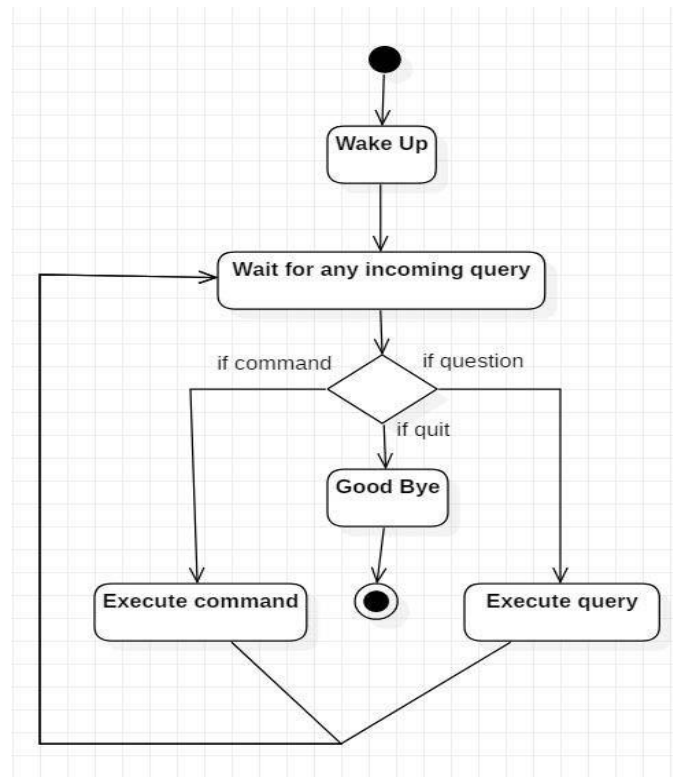 Wake Up
Wait for any incoming query
if command
if question
if quit
Good Bye
Execute command
Execute query